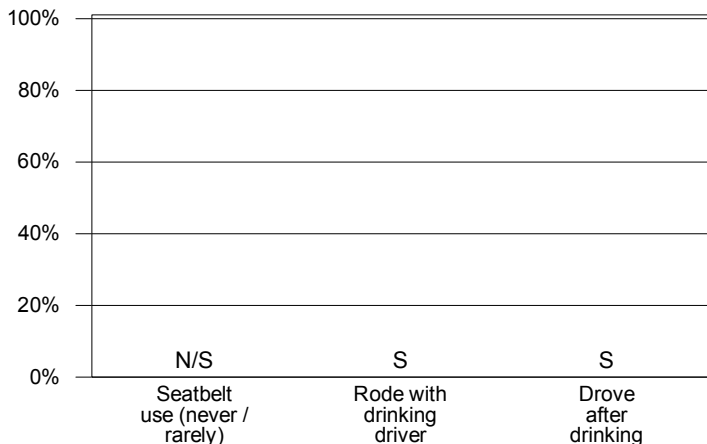 100%
80%
60%
40%
20%
0%
N/S
S
S
Seatbelt
use (never /
rarely)
Rode with
drinking
driver
Drove
after
drinking